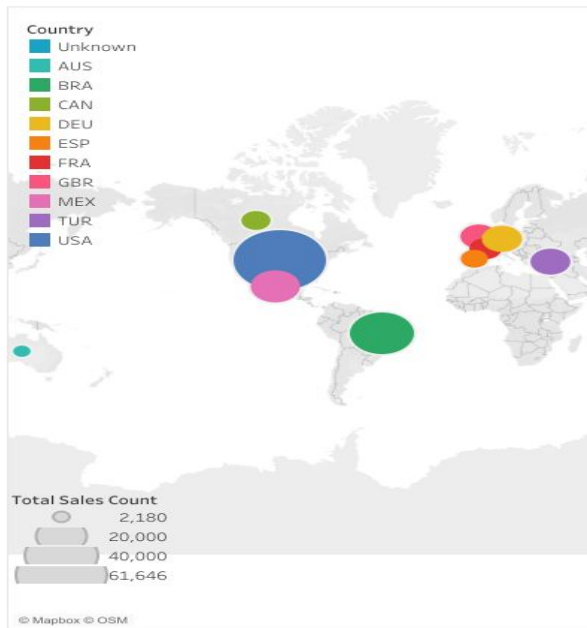 Country
Unknown
AUS
BRA
CAN
DEU
ESP
FRA
GBR
MEX
TUR
USA
Total Sales Count
2,180
20,000
40,000
61,646
© Mapbox © OSM